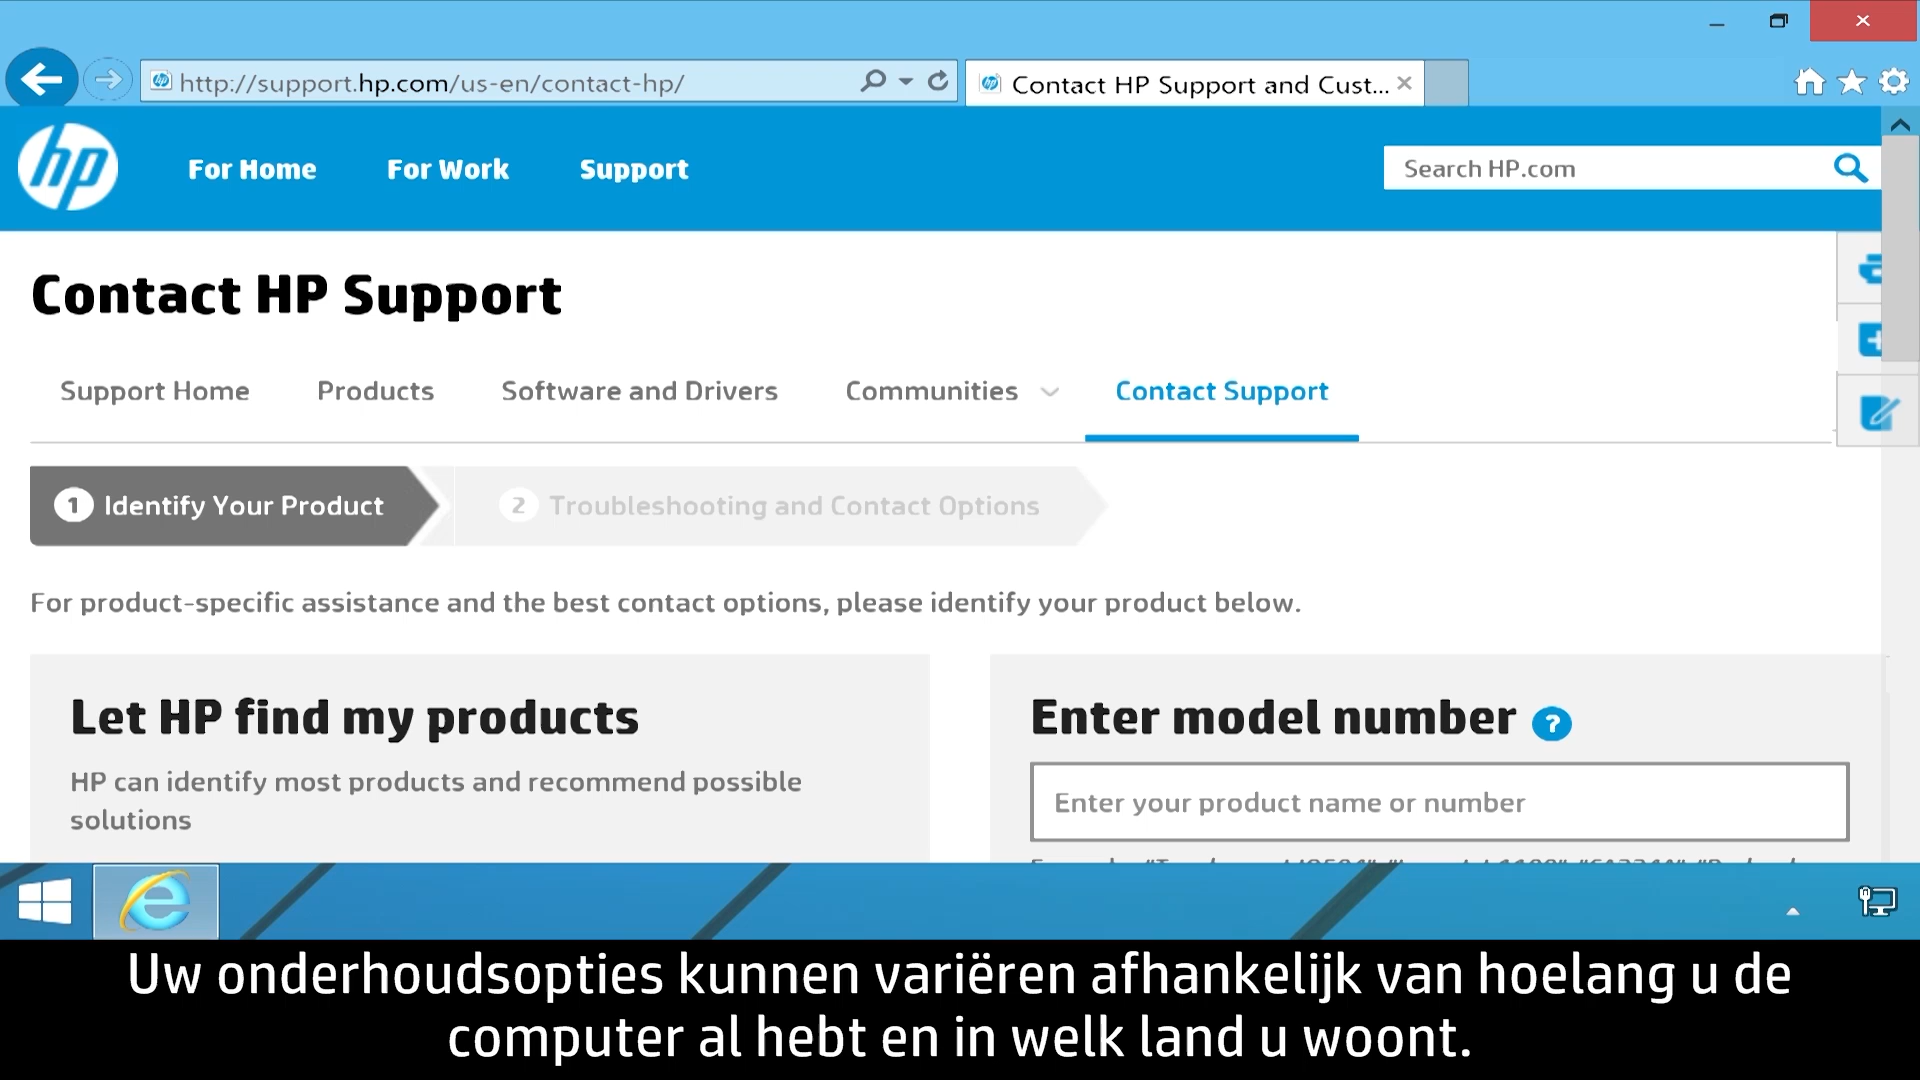 http://support.hp.com/us-en/contact-hp/
Contact HP Support and Cust...
hp
For Home
For Work
Support
Search HP.com
Contact HP Support
Support Home
Products
Software and Drivers
Communities
Contact Support
1 Identify Your Product
2 Troubleshooting and Contact Options
For product-specific assistance and the best contact options, please identify your product below.
Let HP find my products
HP can identify most products and recommend possible
solutions
Enter model number ?
Enter your product name or number
Uw onderhoudsopties kunnen variëren afhankelijk van hoelang u de
computer al hebt en in welk land u woont.